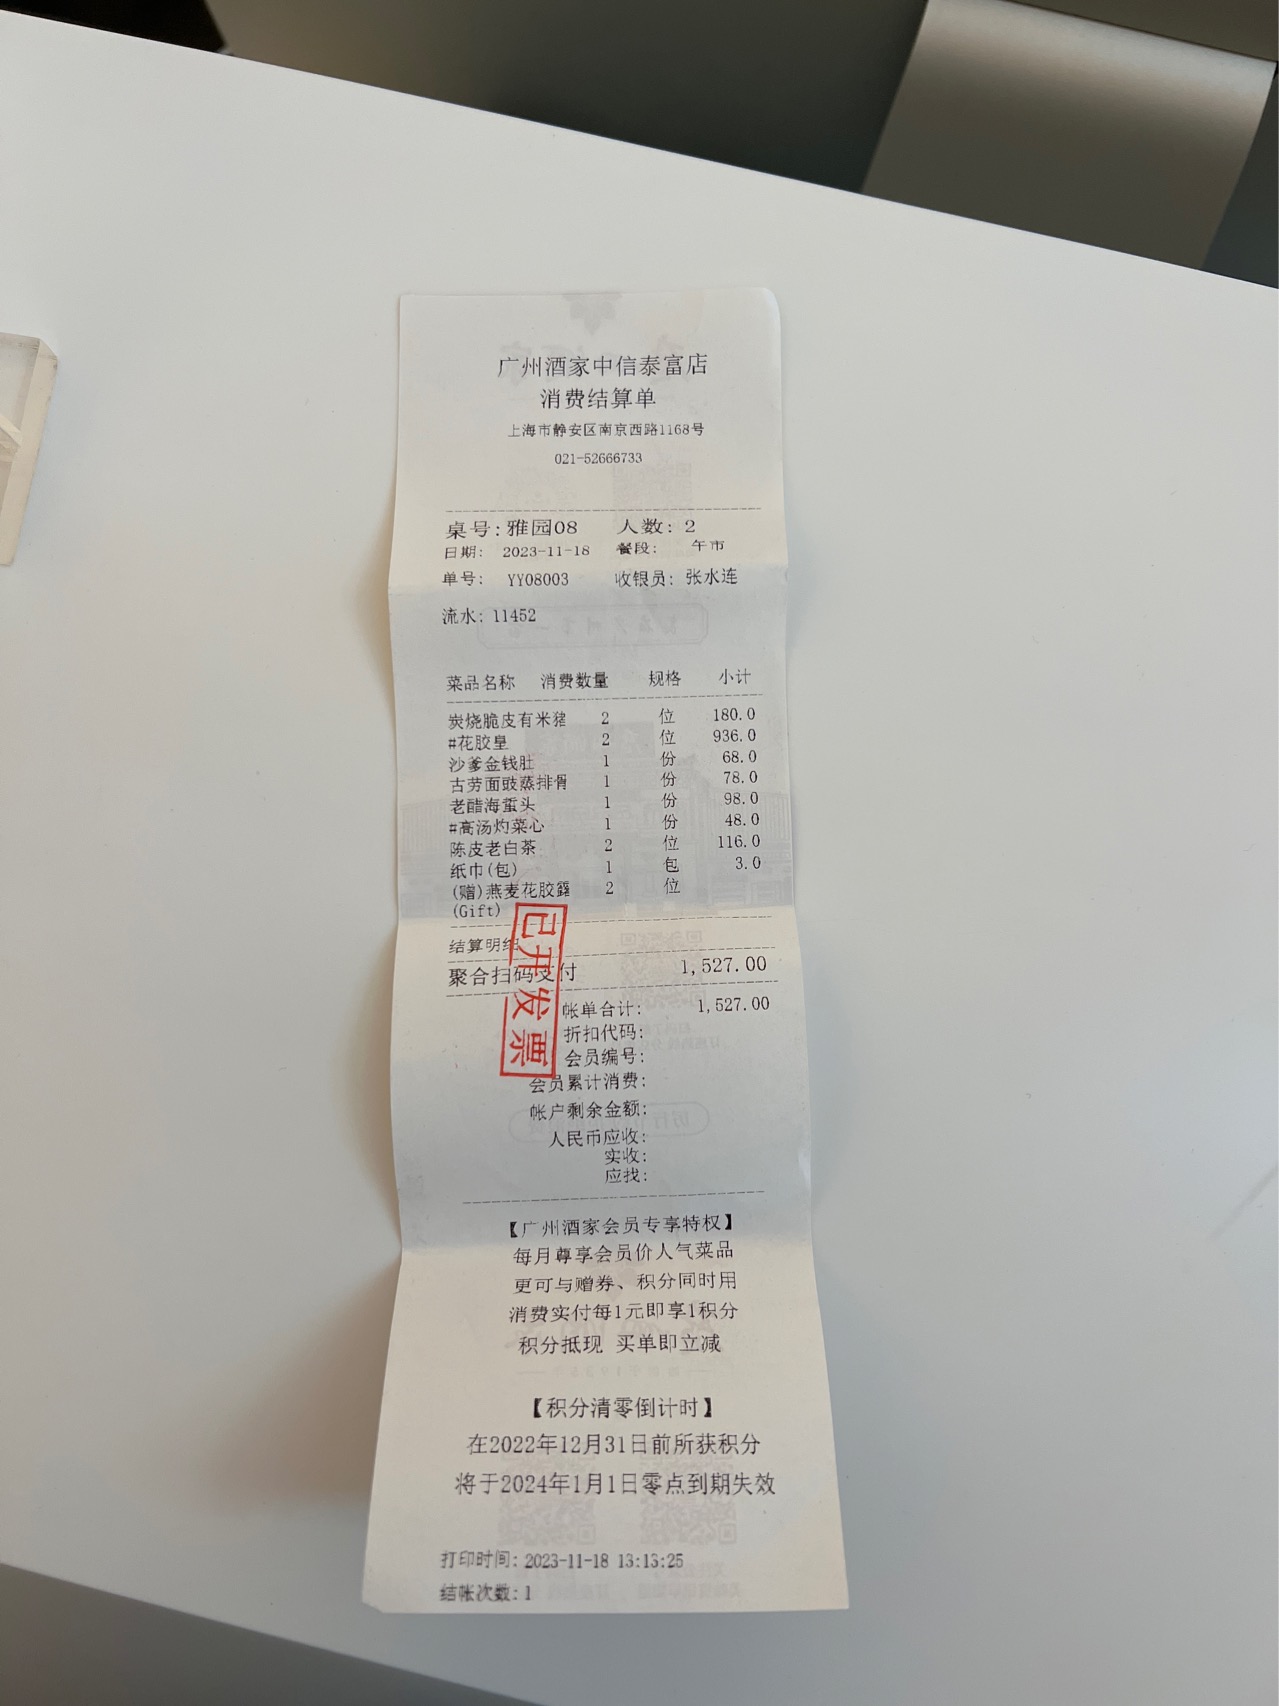 广州酒家中信泰富店
消费结算单
上海市静安区南京西路1168号
021-52666733
桌号:雅园08 人数: 2
日期: 2023-11-18 餐段: 午市
单号: YY08003 收银员: 张水连
流水: 11452
菜品名称 消费数量 规格 小计
炭烧脆皮有米猪 2 位 180.0
#花胶皇 2 位 936.0
沙爹金钱肚 1 份 68.0
古劳面豉蒸排骨 1 份 78.0
老醋海蜇头 1 份 98.0
#高汤灼菜心 1 份 48.0
陈皮老白茶 2 位 116.0
纸巾(包) 1 包 3.0
(赠)燕麦花胶露 2 位
(Gift)
结算明细
聚合扫码支付 1,527.00
已开发票
帐单合计: 1,527.00
折扣代码:
会员编号:
会员累计消费:
帐户剩余金额:
人民币应收:
实收:
应找:
【广州酒家会员专享特权】
每月尊享会员价人气菜品
更可与赠券、积分同时用
消费实付每1元即享1积分
积分抵现 买单即立减
【积分清零倒计时】
在2022年12月31日前所获积分
将于2024年1月1日零点到期失效
打印时间: 2023-11-18 13:13:25
结帐次数: 1